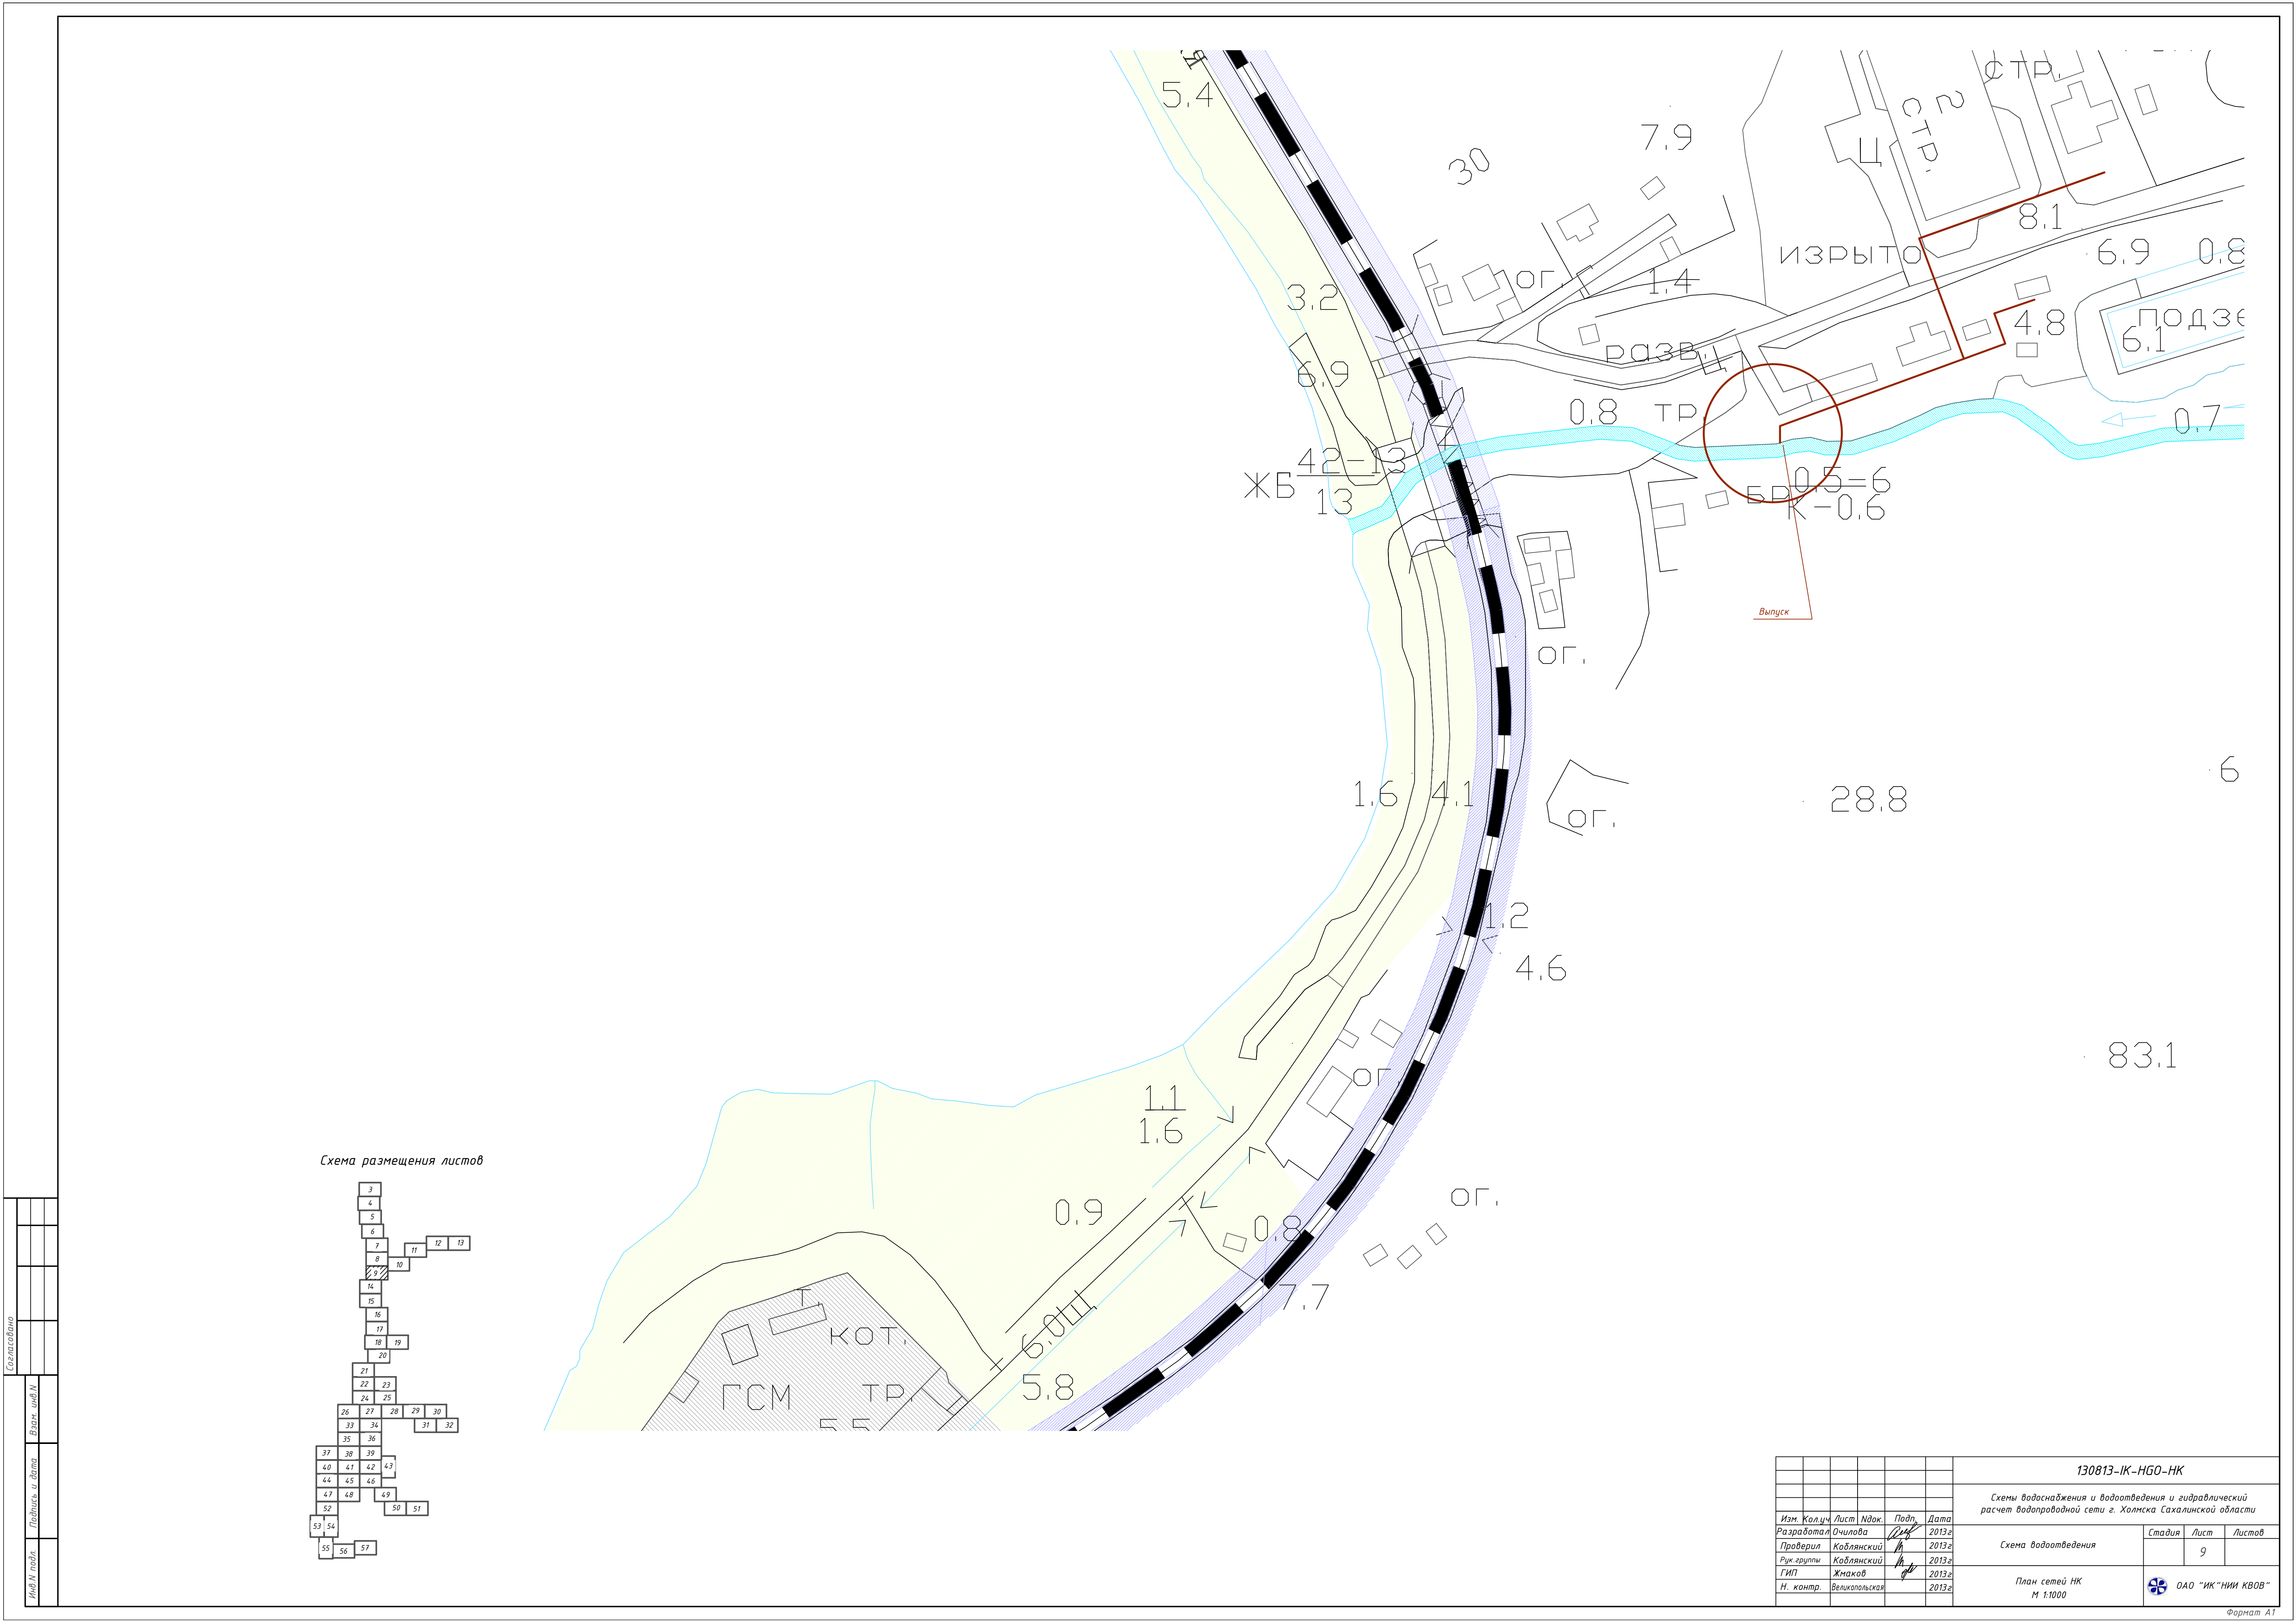 5,4
СТР.
2 СТР.
Ц
7,9
30
8,1
ИЗРЫТО
6,9
0,8
ог.
1,4
3,2
4,8
подзе
6,1
разв.
6,9
0,8
тр.
0,7
ЖБ 42-13
13
0,5-6
БР К-0,6
Выпуск
ог.
6
28,8
1,6
4,1
ог.
1,2
4,6
83,1
ог.
1,1
1,6
ог.
0,9
0,8
7,7
Т.
КОТ.
6,0Щ
5,8
ГСМ
ТР.
5,5
Схема размещения листов
3
4
5
6
7
12 13
11
8
10
9
14
15
16
17
18 19
20
21
22 23
24 25
26 27 28 29 30
33 34 31 32
35 36
37 38 39
40 41 42 43
44 45 46
47 48 49
52 50 51
53 54
55 56 57
Согласовано
Взам. инв.N
Подпись и дата
Инв.N подл.
130813-IK-HGO-HK
Схемы водоснабжения и водоотведения и гидравлический
расчет водопроводной сети г. Холмска Сахалинской области
Изм. Кол.уч Лист Nдок. Подп. Дата
Разработал Очилова 2013г
Проверил Коблянский 2013г
Рук.группы Коблянский 2013г
ГИП Жмаков 2013г
Н. контр. Великопольская 2013г
Схема водоотведения
Стадия Лист Листов
9
План сетей НК
М 1:1000
ОАО "ИК"НИИ КВОВ"
Формат А1